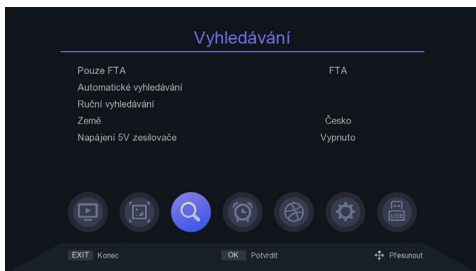 Vyhledávání
Pouze FTA FTA
Automatické vyhledávání
Ruční vyhledávání
Země Česko
Napájení 5V zesilovače Vypnuto
USB
EXIT Konec OK Potvrdit Přesunout